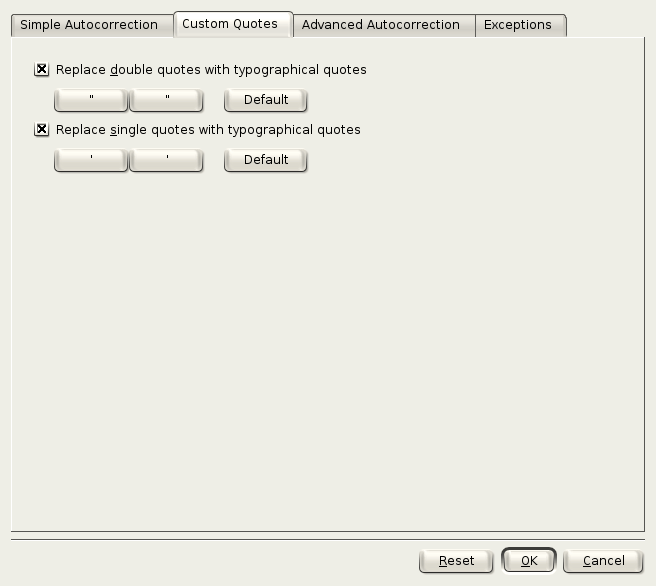 Simple Autocorrection Custom Quotes Advanced Autocorrection Exceptions
Replace double quotes with typographical quotes
" " Default
Replace single quotes with typographical quotes
' ' Default
Reset OK Cancel